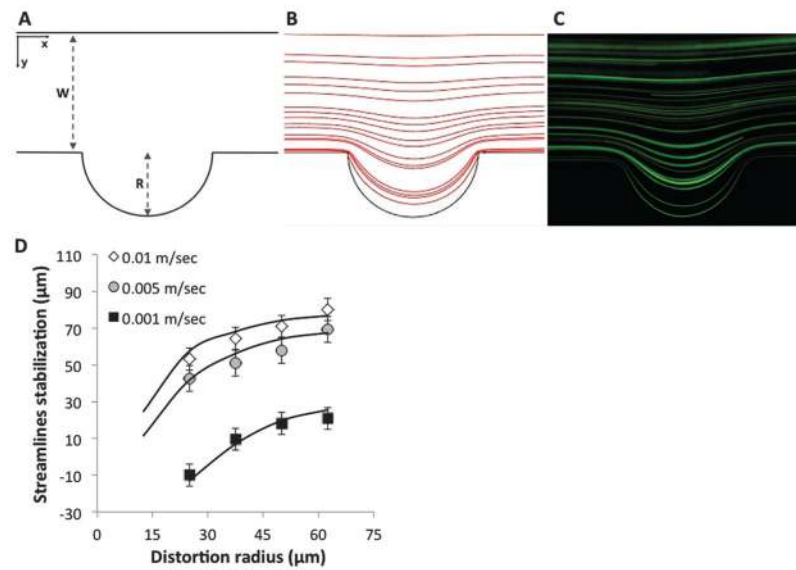 A
x
y
W
R
B
C
D
0.01 m/sec
0.005 m/sec
0.001 m/sec
Streamlines stabilization (μm)
110
90
70
50
30
10
-10
-30
0 15 30 45 60 75
Distortion radius (μm)